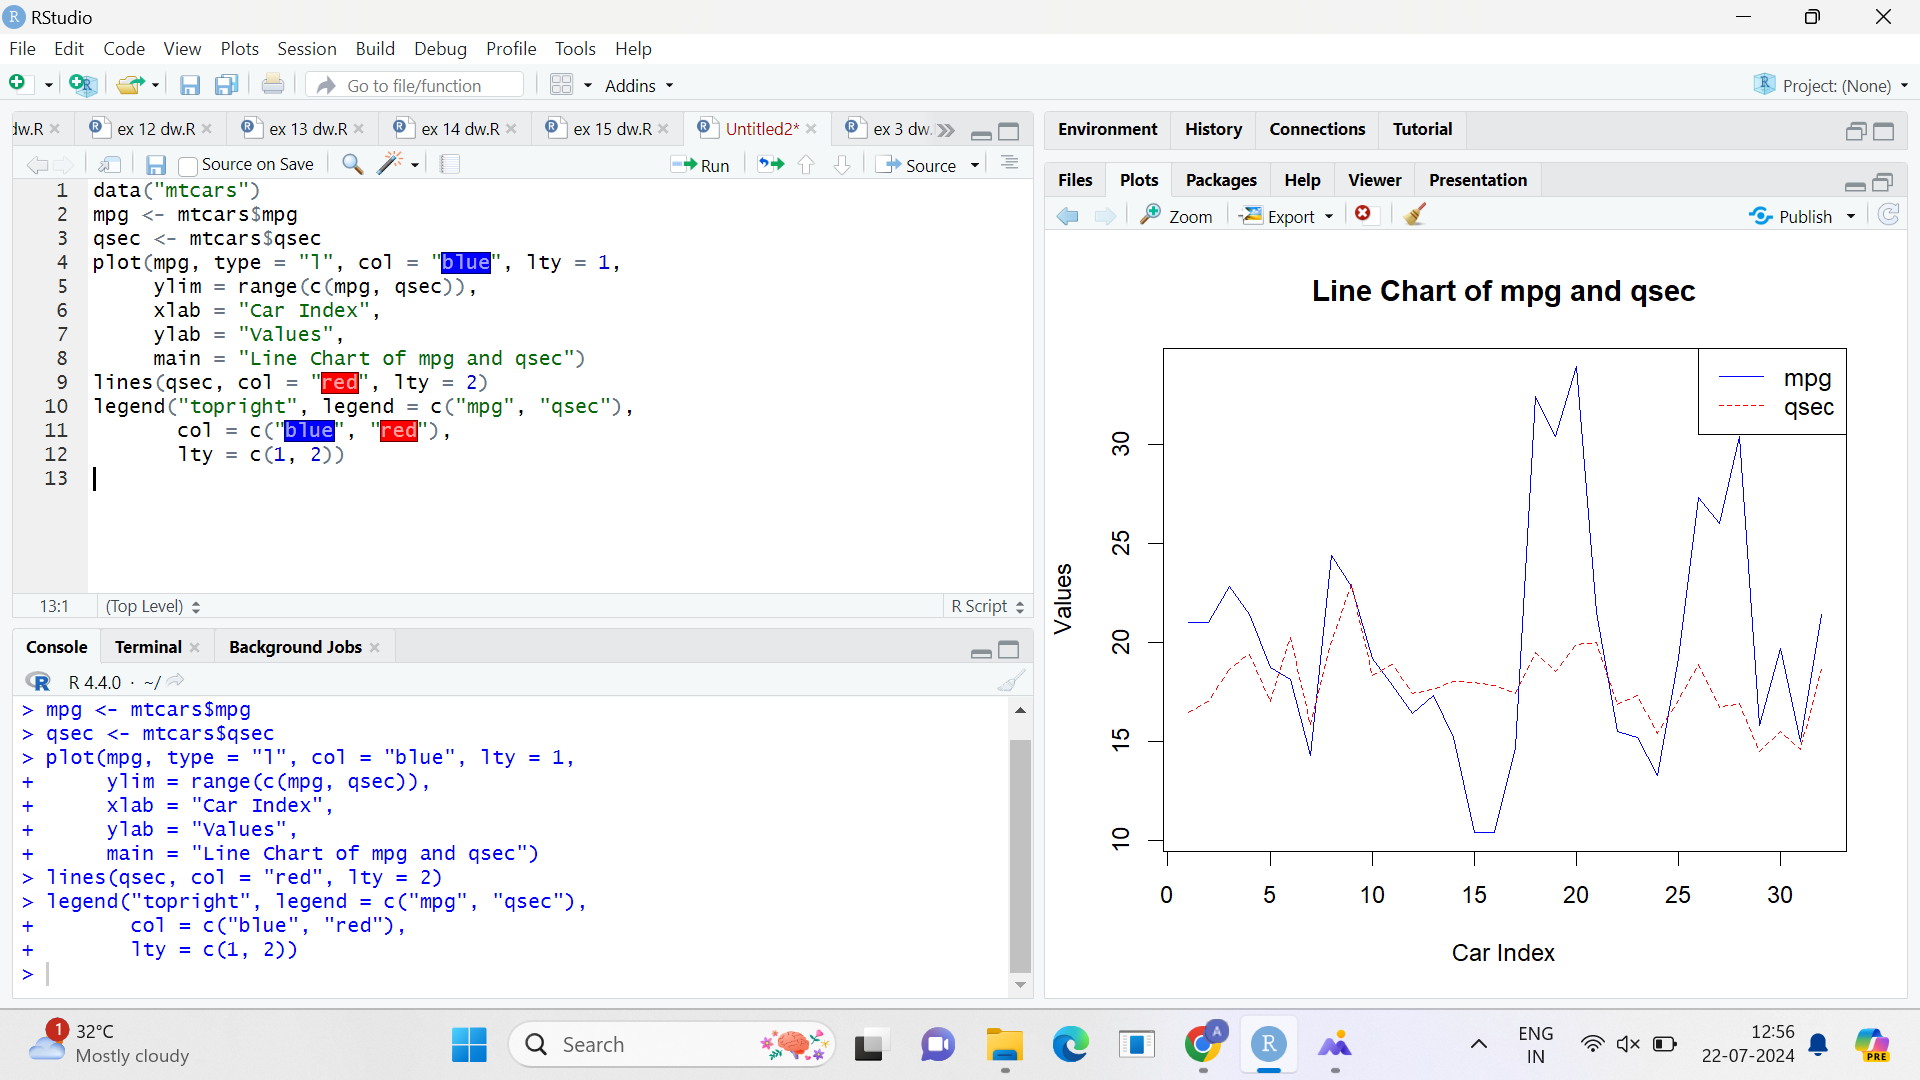 RStudio
File Edit Code View Plots Session Build Debug Profile Tools Help
Go to file/function Addins Project: (None)
dw.R ex 12 dw.R ex 13 dw.R ex 14 dw.R ex 15 dw.R Untitled2* ex 3 dw.
Source on Save Run Source
1 data("mtcars")
2 mpg <- mtcars$mpg
3 qsec <- mtcars$qsec
4 plot(mpg, type = "l", col = "blue", lty = 1,
5 ylim = range(c(mpg, qsec)),
6 xlab = "Car Index",
7 ylab = "Values",
8 main = "Line Chart of mpg and qsec")
9 lines(qsec, col = "red", lty = 2)
10 legend("topright", legend = c("mpg", "qsec"),
11 col = c("blue", "red"),
12 lty = c(1, 2))
13
13:1 (Top Level) R Script
Console Terminal Background Jobs
R 4.4.0 · ~/
> mpg <- mtcars$mpg
> qsec <- mtcars$qsec
> plot(mpg, type = "l", col = "blue", lty = 1,
+ ylim = range(c(mpg, qsec)),
+ xlab = "Car Index",
+ ylab = "Values",
+ main = "Line Chart of mpg and qsec")
> lines(qsec, col = "red", lty = 2)
> legend("topright", legend = c("mpg", "qsec"),
+ col = c("blue", "red"),
+ lty = c(1, 2))
>
Environment History Connections Tutorial
Files Plots Packages Help Viewer Presentation
Zoom Export Publish
Line Chart of mpg and qsec
mpg
qsec
Values
30
25
20
15
10
0 5 10 15 20 25 30
Car Index
1 32°C
Mostly cloudy
Search
A
PRE
ENG
IN
12:56
22-07-2024